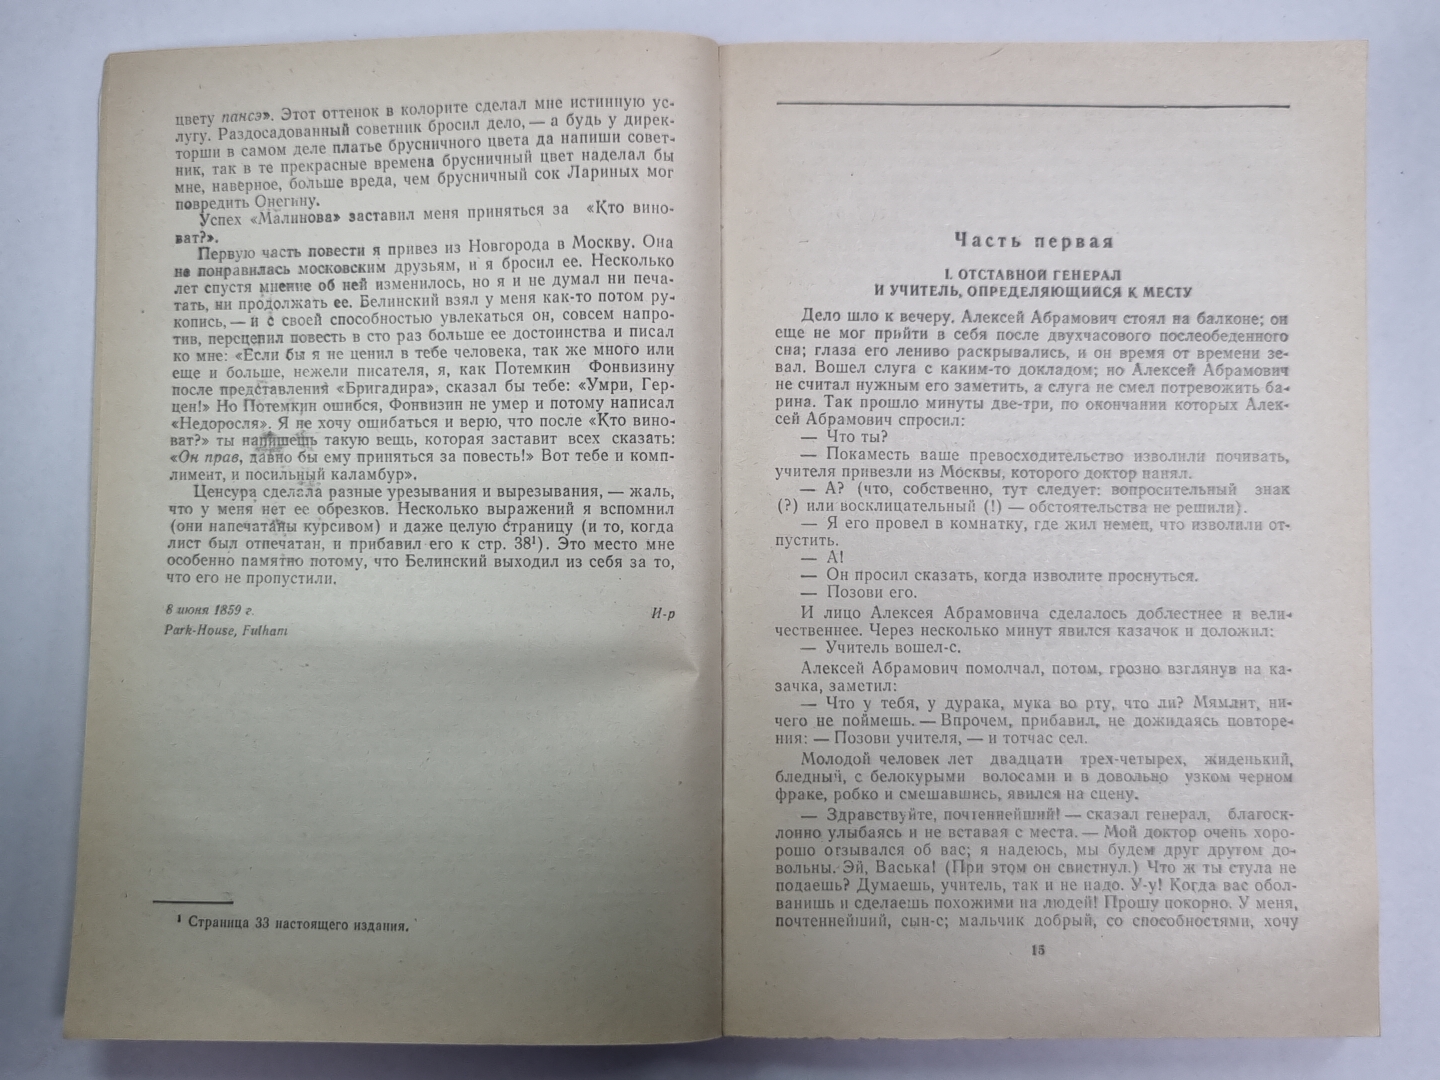 цвету пансэ». Этот оттенок в колорите сделал мне истинную ус-
лугу. Раздосадованный советник бросил дело, — а будь у дирек-
торши в самом деле платье брусничного цвета да напиши совет-
ник, так в те прекрасные времена брусничный цвет наделал бы
мне, наверное, больше вреда, чем брусничный сок Лариных мог
повредить Онегину.
Успех «Малинова» заставил меня приняться за «Кто вино-
ват?».
Первую часть повести я привез из Новгорода в Москву. Она
не понравилась московским друзьям, и я бросил ее. Несколько
лет спустя мнение об ней изменилось, но я и не думал ни печа-
тать, ни продолжать ее. Белинский взял у меня как-то потом ру-
копись, — и с своей способностью увлекаться он, совсем напро-
тив, персценил повесть в сто раз больше ее достоинства и писал
ко мне: «Если бы я не ценил в тебе человека, так же много или
еще и больше, нежели писателя, я, как Потемкин Фонвизину
после представления «Бригадира», сказал бы тебе: «Умри, Гер-
цен!» Но Потемкин ошибся, Фонвизин не умер и потому написал
«Недоросля». Я не хочу ошибаться и верю, что после «Кто вино-
ват?» ты напишешь такую вещь, которая заставит всех сказать:
«Он прав, давно бы ему приняться за повесть!» Вот тебе и комп-
лимент, и посильный каламбур».
Ценсура сделала разные урезывания и вырезывания, — жаль,
что у меня нет ее обрезков. Несколько выражений я вспомнил
(они напечатаны курсивом) и даже целую страницу (и то, когда
лист был отпечатан, и прибавил его к стр. 38¹). Это место мне
особенно памятно потому, что Белинский выходил из себя за то,
что его не пропустили.
8 июня 1859 г.
И-р
Park-House, Fulham
¹ Страница 33 настоящего издания.
Часть первая
I. ОТСТАВНОЙ ГЕНЕРАЛ
И УЧИТЕЛЬ, ОПРЕДЕЛЯЮЩИЙСЯ К МЕСТУ
Дело шло к вечеру. Алексей Абрамович стоял на балконе; он
еще не мог прийти в себя после двухчасового послеобеденного
сна; глаза его лениво раскрывались, и он время от времени зе-
вал. Вошел слуга с каким-то докладом; но Алексей Абрамович
не считал нужным его заметить, а слуга не смел потревожить ба-
рина. Так прошло минуты две-три, по окончании которых Алек-
сей Абрамович спросил:
— Что ты?
— Покаместь ваше превосходительство изволили почивать,
учителя привезли из Москвы, которого доктор нанял.
— А? (что, собственно, тут следует: вопросительный знак
(?) или восклицательный (!) — обстоятельства не решили).
— Я его провел в комнатку, где жил немец, что изволили от-
пустить.
— А!
— Он просил сказать, когда изволите проснуться.
— Позови его.
И лицо Алексея Абрамовича сделалось доблестнее и вели-
чественнее. Через несколько минут явился казачок и доложил:
— Учитель вошел-с.
Алексей Абрамович помолчал, потом, грозно взглянув на ка-
зачка, заметил:
— Что у тебя, у дурака, мука во рту, что ли? Мямлит, ни-
чего не поймешь. — Впрочем, прибавил, не дожидаясь повторе-
ния: — Позови учителя, — и тотчас сел.
Молодой человек лет двадцати трех-четырех, жиденький,
бледный, с белокурыми волосами и в довольно узком черном
фраке, робко и смешавшись, явился на сцену.
— Здравствуйте, почтеннейший! — сказал генерал, благоск-
лонно улыбаясь и не вставая с места. — Мой доктор очень хоро-
рошо отзывался об вас; я надеюсь, мы будем друг другом до-
вольны. Эй, Васька! (При этом он свистнул.) Что ж ты стула не
подаешь? Думаешь, учитель, так и не надо. У-у! Когда вас обол-
ванишь и сделаешь похожими на людей! Прошу покорно. У меня,
почтеннейший, сын-с; мальчик добрый, со способностями, хочу
15